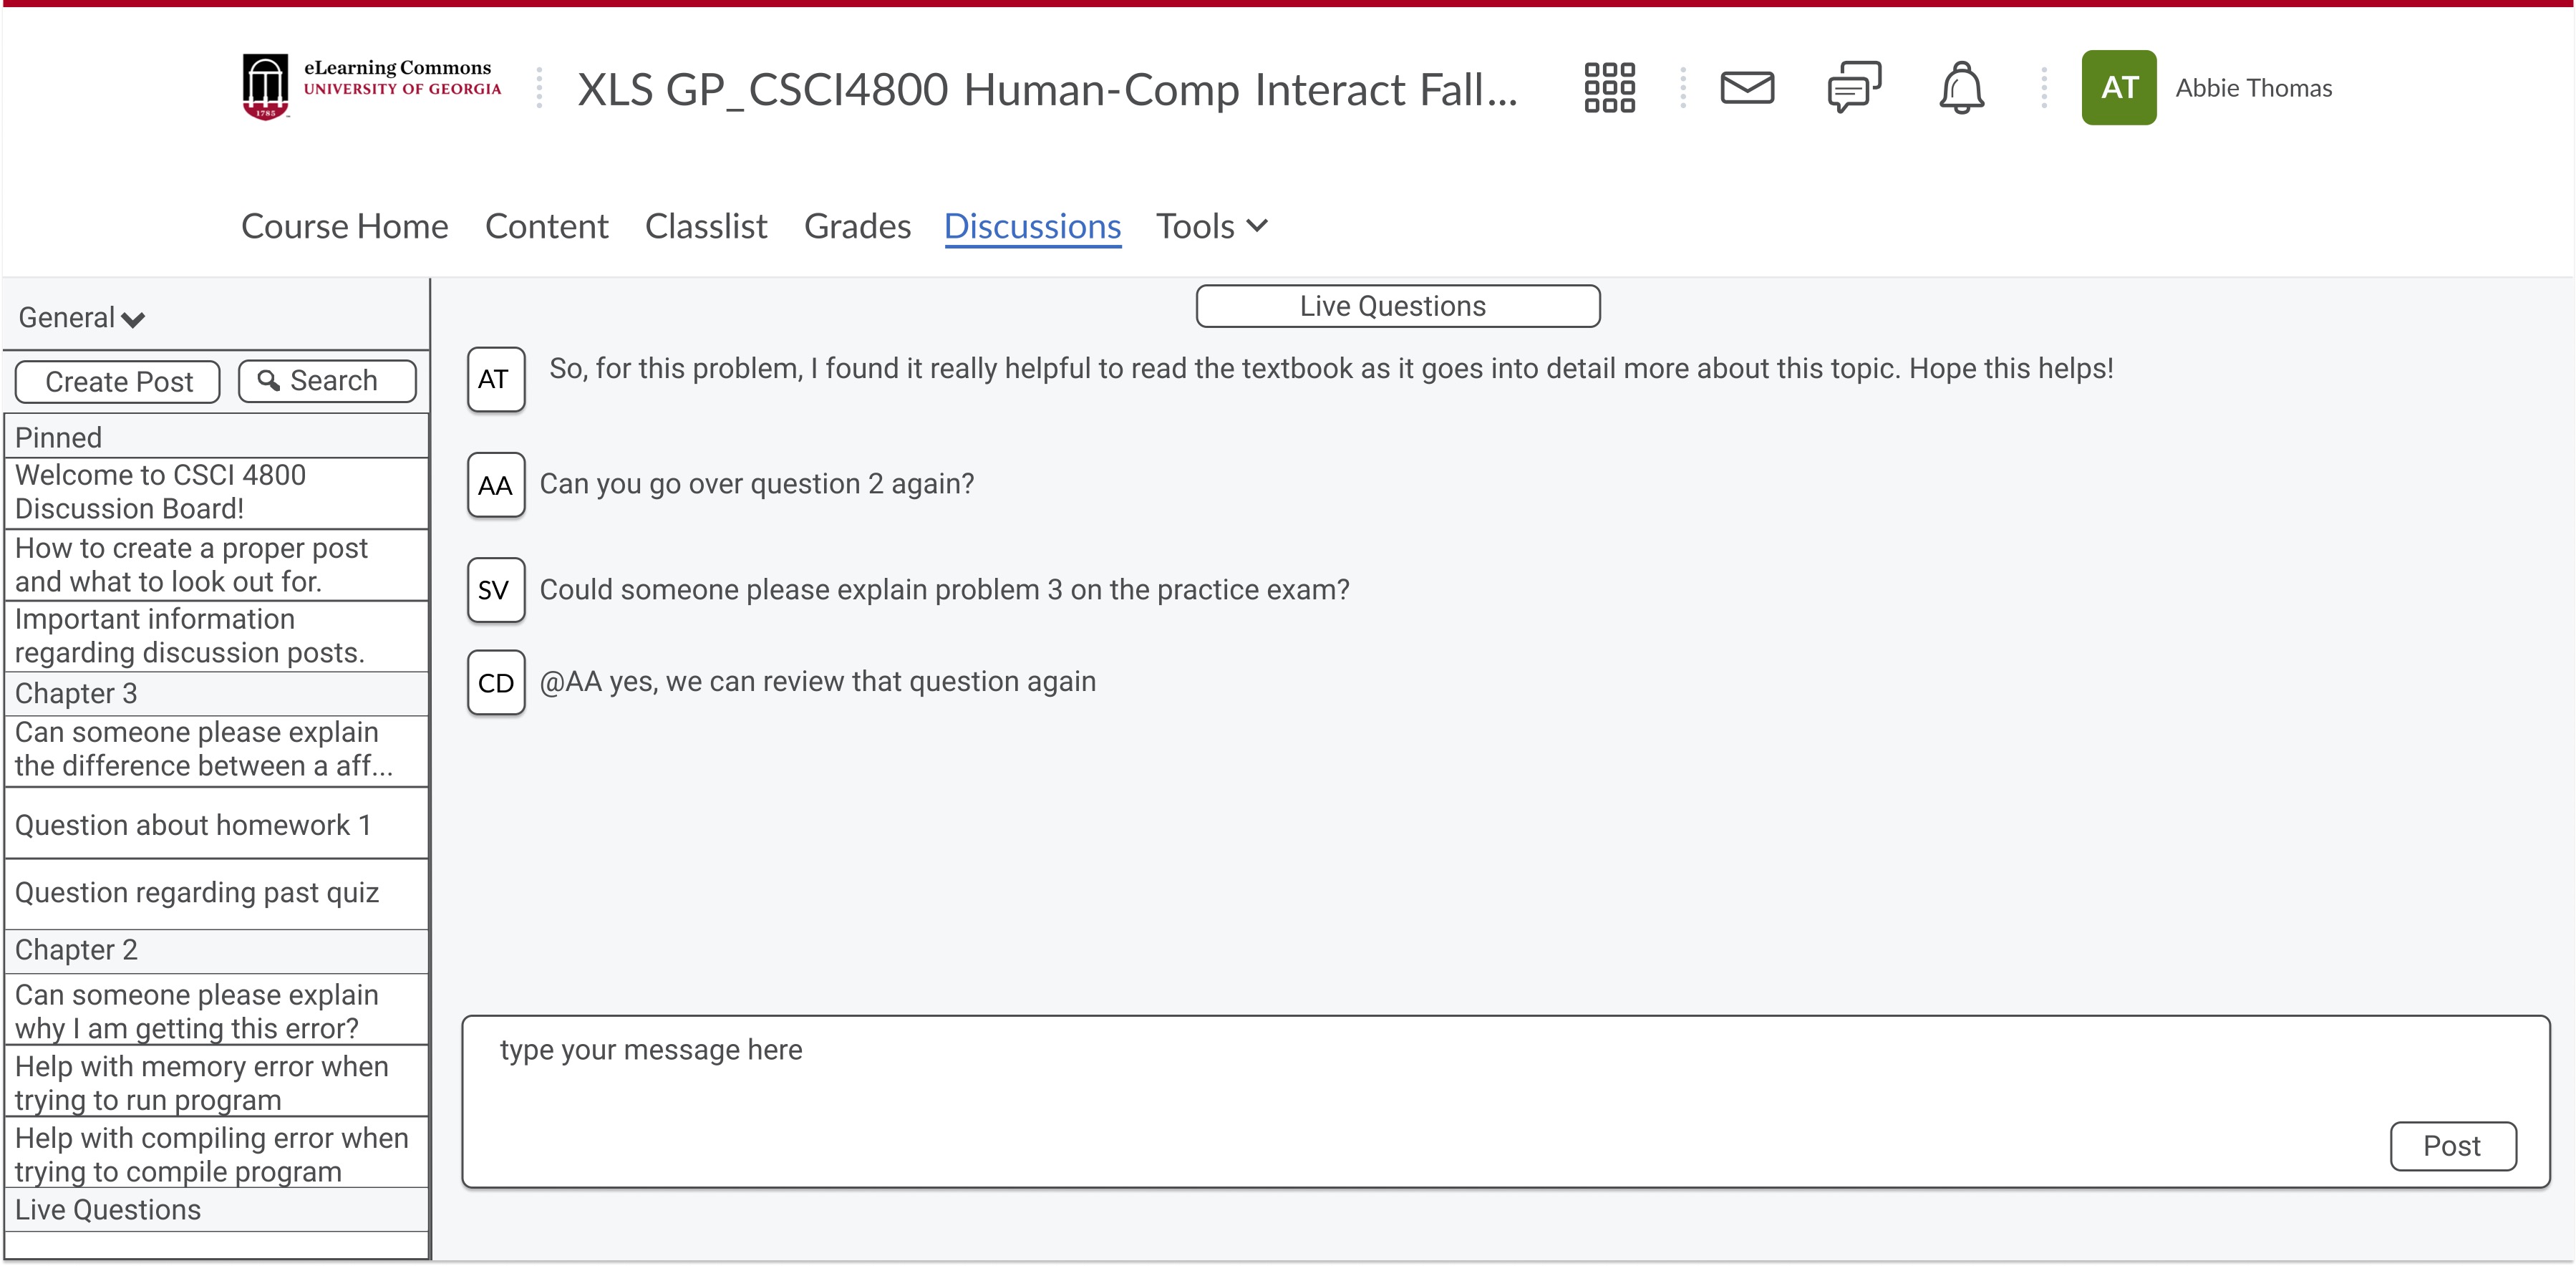 eLearning Commons
UNIVERSITY OF GEORGIA
1785
XLS GP_CSCI4800 Human-Comp Interact Fall...
AT
Abbie Thomas
Course Home
Content
Classlist
Grades
Discussions
Tools
General
Create Post
Search
Pinned
Welcome to CSCI 4800
Discussion Board!
How to create a proper post
and what to look out for.
Important information
regarding discussion posts.
Chapter 3
Can someone please explain
the difference between a aff...
Question about homework 1
Question regarding past quiz
Chapter 2
Can someone please explain
why I am getting this error?
Help with memory error when
trying to run program
Help with compiling error when
trying to compile program
Live Questions
Live Questions
AT
So, for this problem, I found it really helpful to read the textbook as it goes into detail more about this topic. Hope this helps!
AA
Can you go over question 2 again?
SV
Could someone please explain problem 3 on the practice exam?
CD
@AA yes, we can review that question again
type your message here
Post